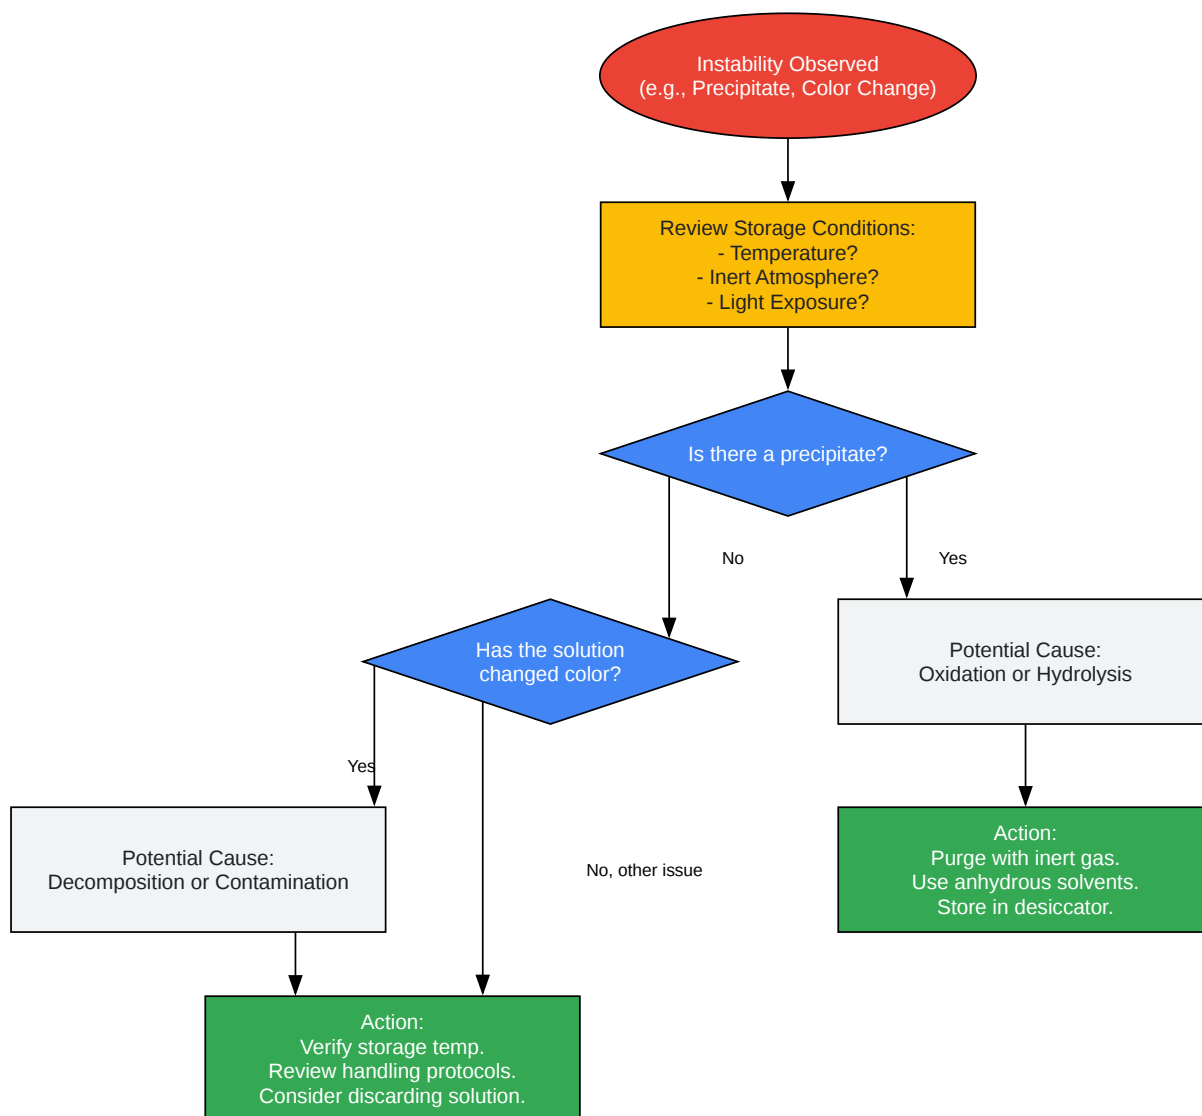 Instability Observed
(e.g., Precipitate, Color Change)
Review Storage Conditions:
- Temperature?
- Inert Atmosphere?
- Light Exposure?
Is there a precipitate?
No
Yes
Has the solution
changed color?
Potential Cause:
Oxidation or Hydrolysis
Yes
Potential Cause:
Decomposition or Contamination
No, other issue
Action:
Purge with inert gas.
Use anhydrous solvents.
Store in desiccator.
Action:
Verify storage temp.
Review handling protocols.
Consider discarding solution.